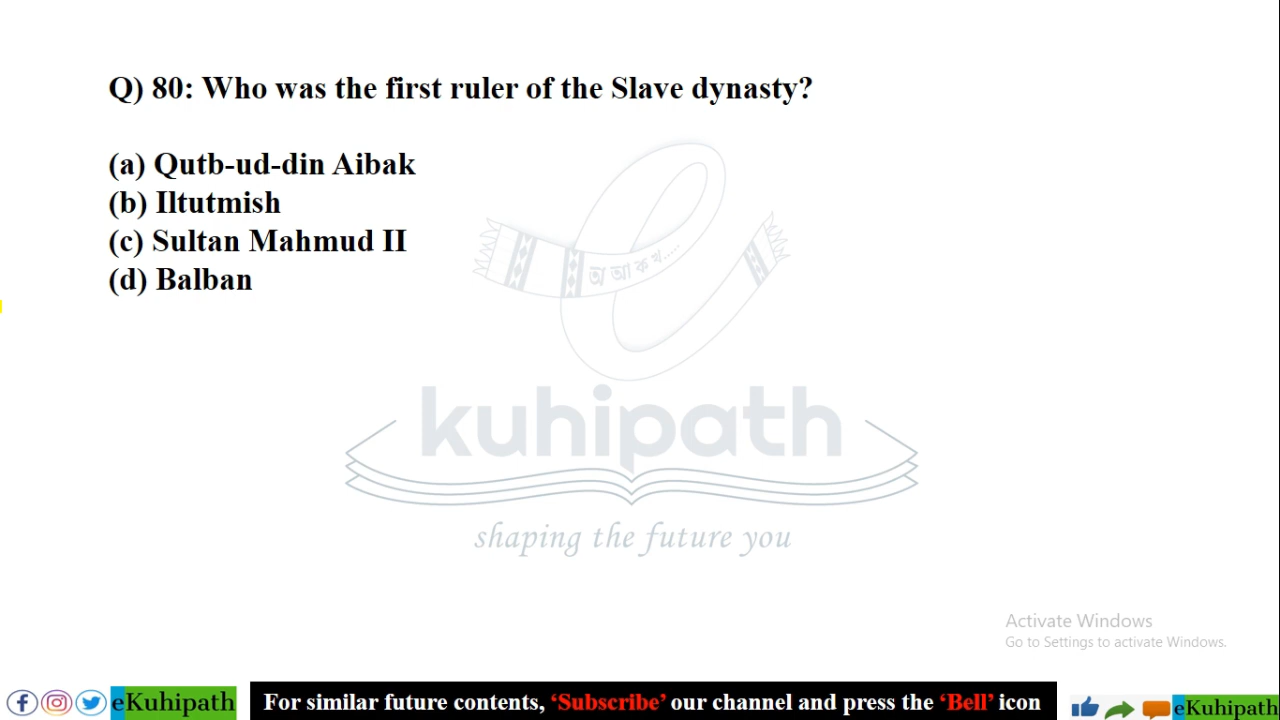 Q) 80: Who was the first ruler of the Slave dynasty?
(a) Qutb-ud-din Aibak
(b) Iltutmish
(c) Sultan Mahmud II
(d) Balban
অ আ ক খ.....
kuhipath
shaping the future you
Activate Windows
Go to Settings to activate Windows.
eKuhipath
For similar future contents, ‘Subscribe’ our channel and press the ‘Bell’ icon
eKuhipath